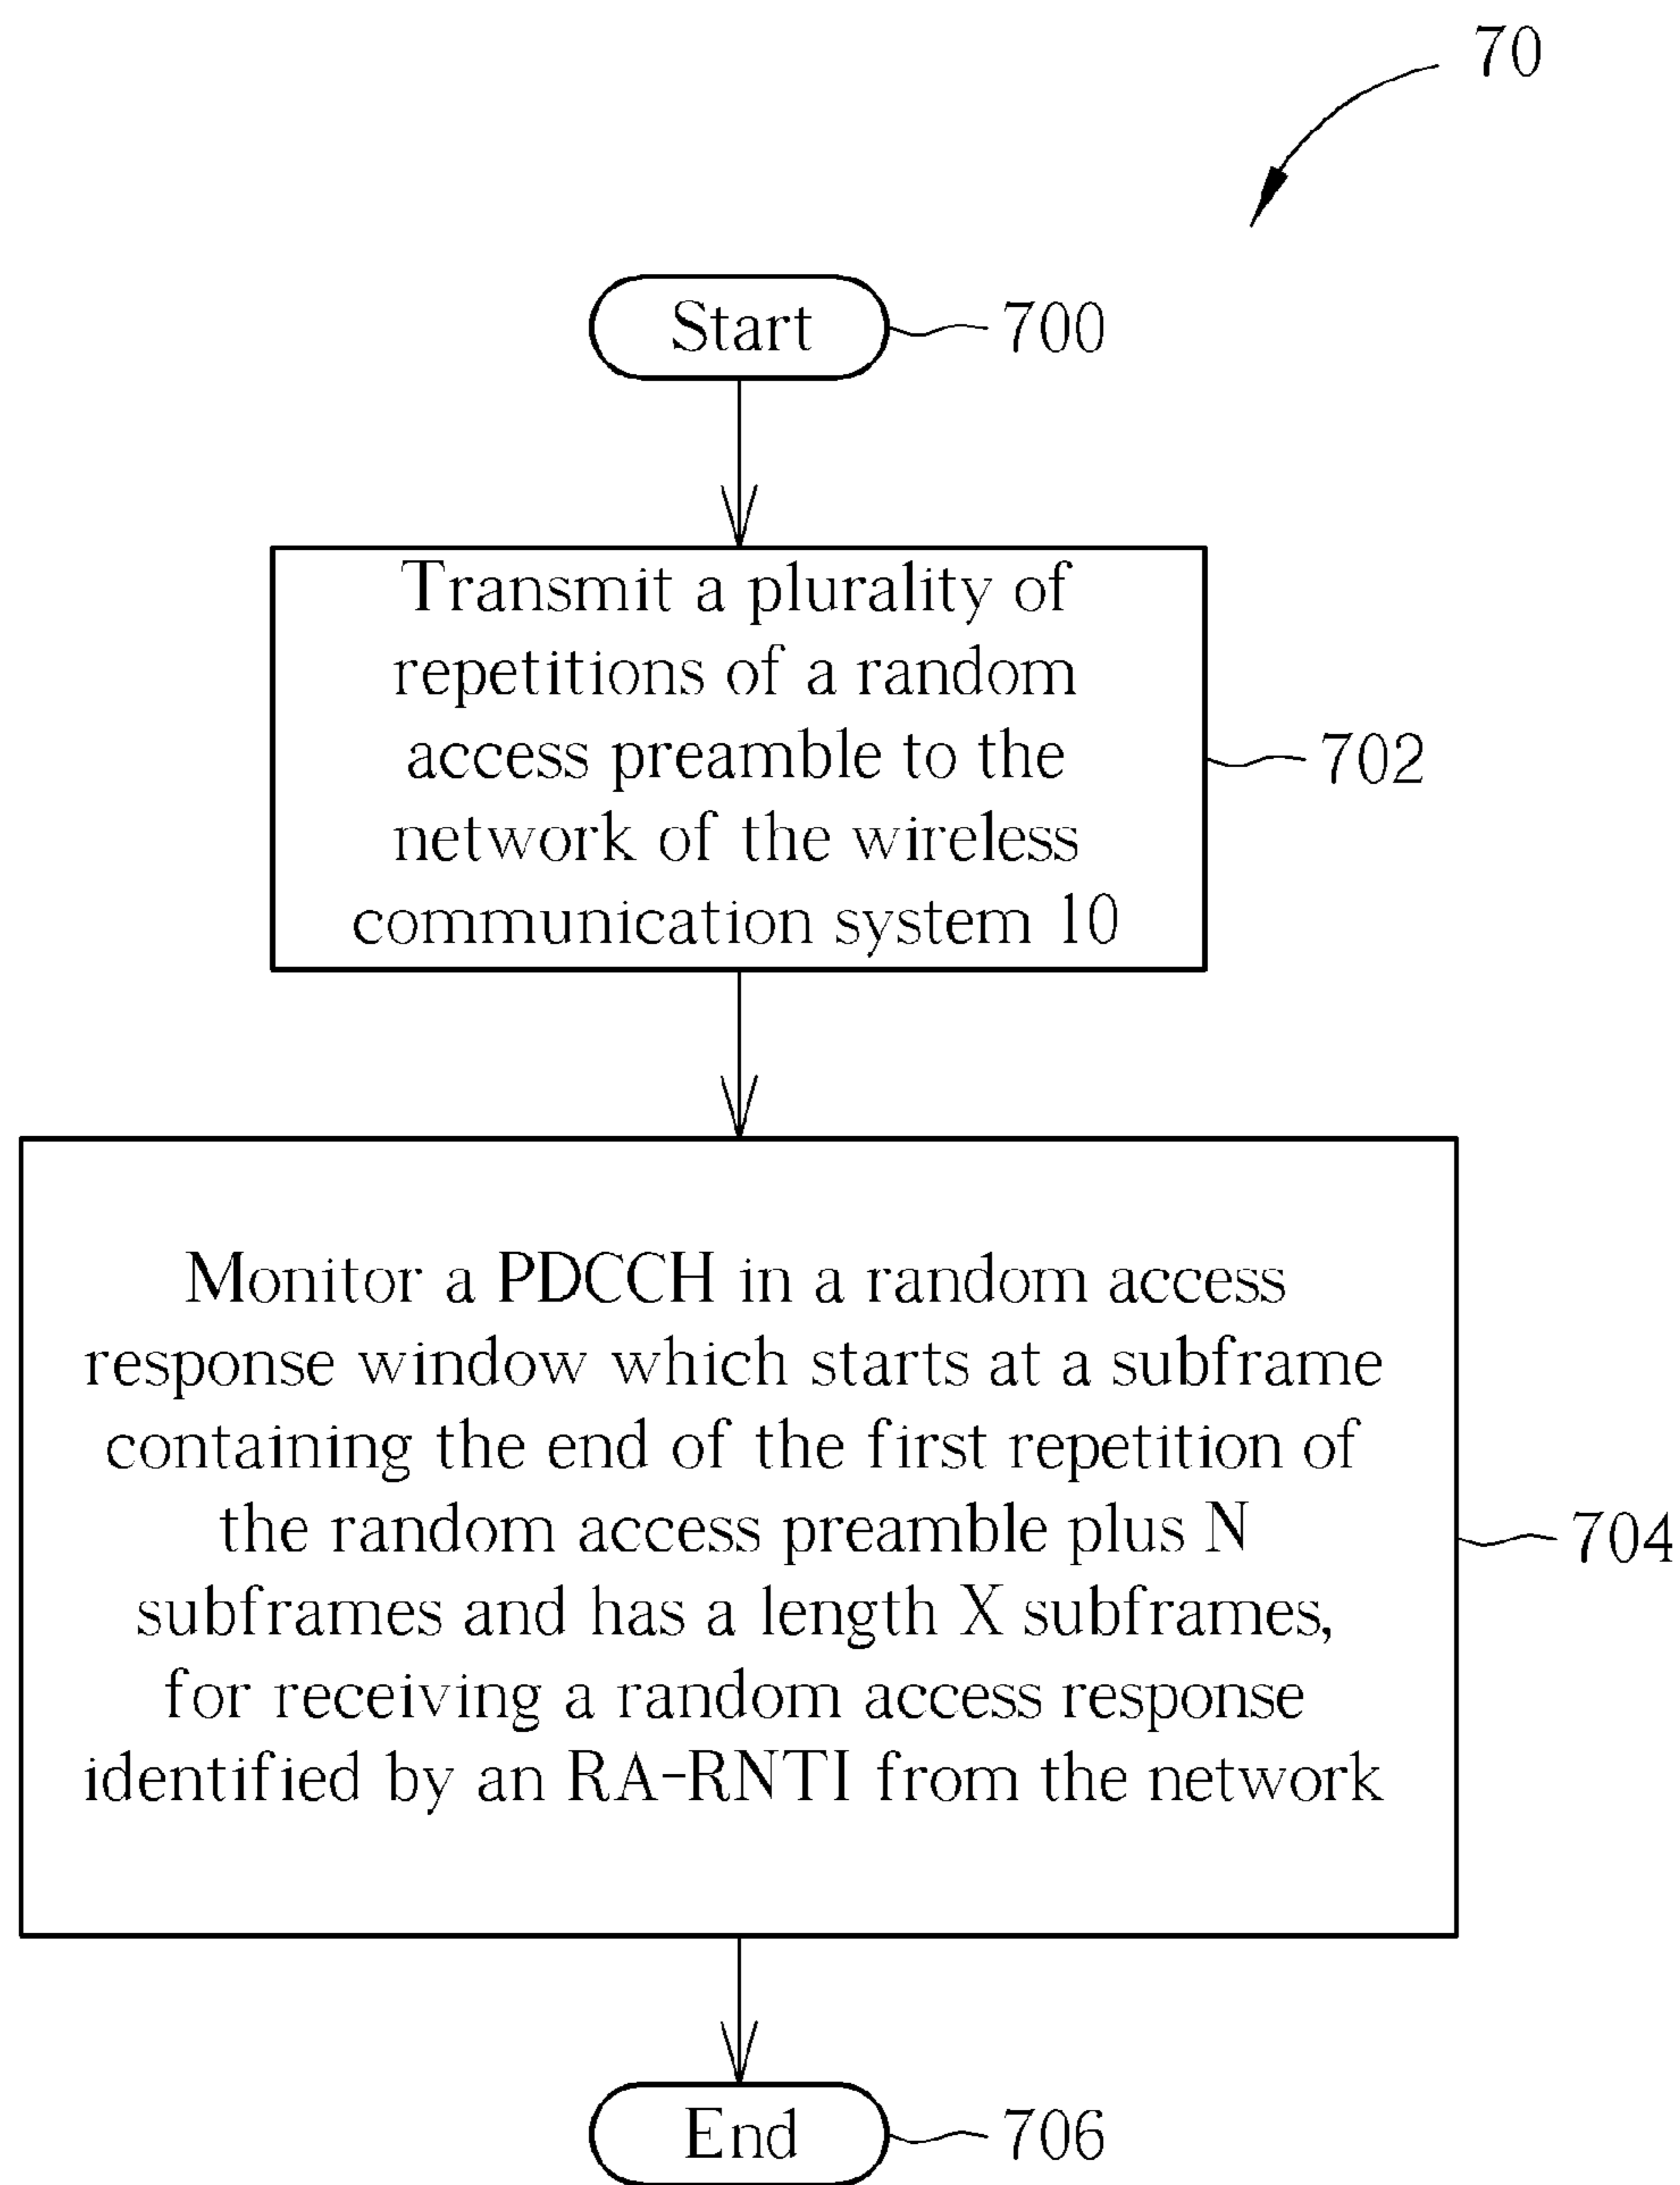 70
Start
700
Transmit a plurality of
repetitions of a random
access preamble to the
network of the wireless
communication system 10
702
Monitor a PDCCH in a random access
response window which starts at a subframe
containing the end of the first repetition of
the random access preamble plus N
subframes and has a length X subframes,
for receiving a random access response
identified by an RA-RNTI from the network
704
End
706